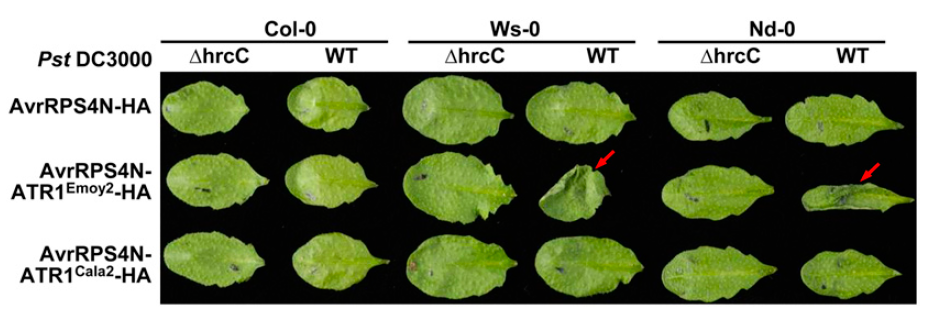 Col-0 Ws-0 Nd-0
Pst DC3000 ΔhrcC WT ΔhrcC WT ΔhrcC WT
AvrRPS4N-HA
AvrRPS4N-
ATR1Emoy2-HA
AvrRPS4N-
ATR1Cala2-HA